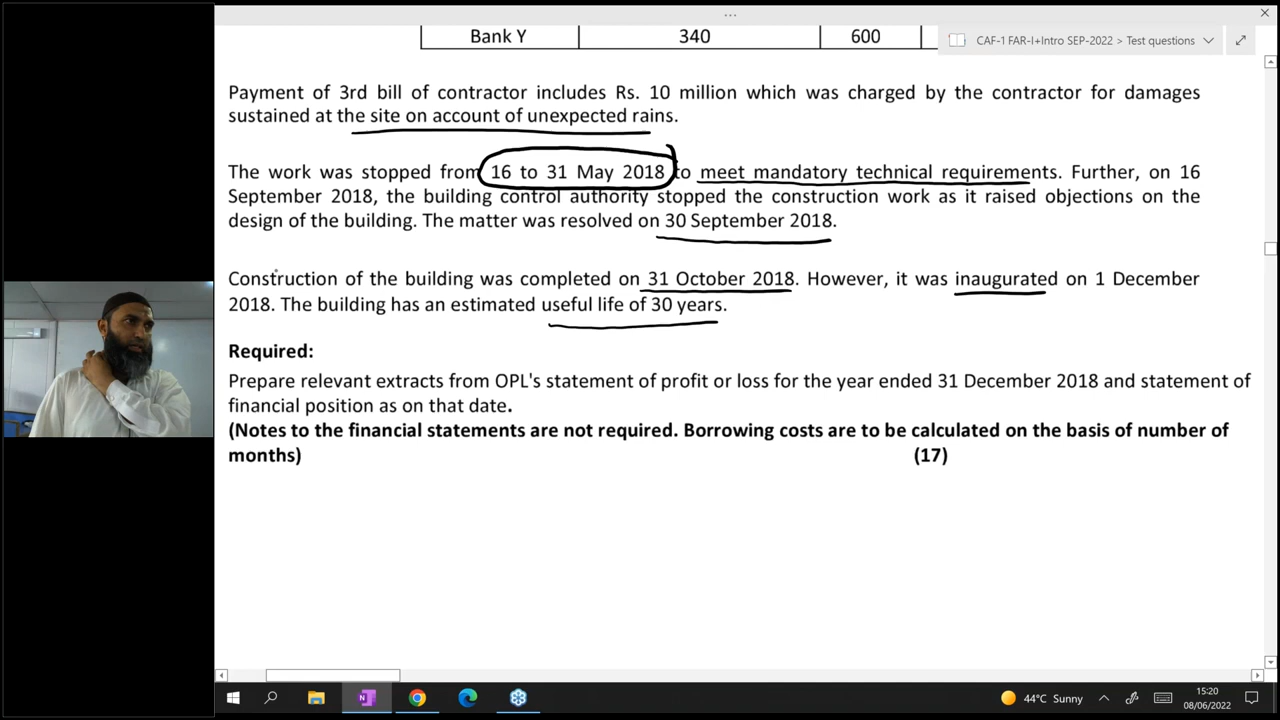 Bank Y 340 600
CAF-1 FAR-I+Intro SEP-2022 > Test questions
Payment of 3rd bill of contractor includes Rs. 10 million which was charged by the contractor for damages
sustained at the site on account of unexpected rains.
The work was stopped from 16 to 31 May 2018 to meet mandatory technical requirements. Further, on 16
September 2018, the building control authority stopped the construction work as it raised objections on the
design of the building. The matter was resolved on 30 September 2018.
Construction of the building was completed on 31 October 2018. However, it was inaugurated on 1 December
2018. The building has an estimated useful life of 30 years.
Required:
Prepare relevant extracts from OPL's statement of profit or loss for the year ended 31 December 2018 and statement of
financial position as on that date.
(Notes to the financial statements are not required. Borrowing costs are to be calculated on the basis of number of
months) (17)
44°C Sunny
15:20
08/06/2022